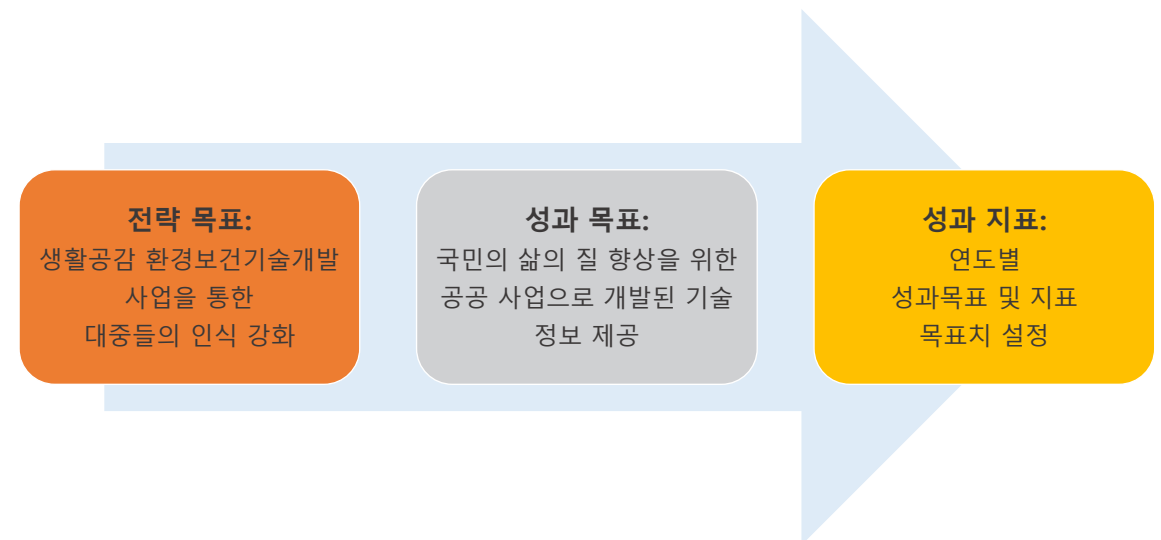 전략 목표:
생활공감 환경보건기술개발
사업을 통한
대중들의 인식 강화
성과 목표:
국민의 삶의 질 향상을 위한
공공 사업으로 개발된 기술
정보 제공
성과 지표:
연도별
성과목표 및 지표
목표치 설정